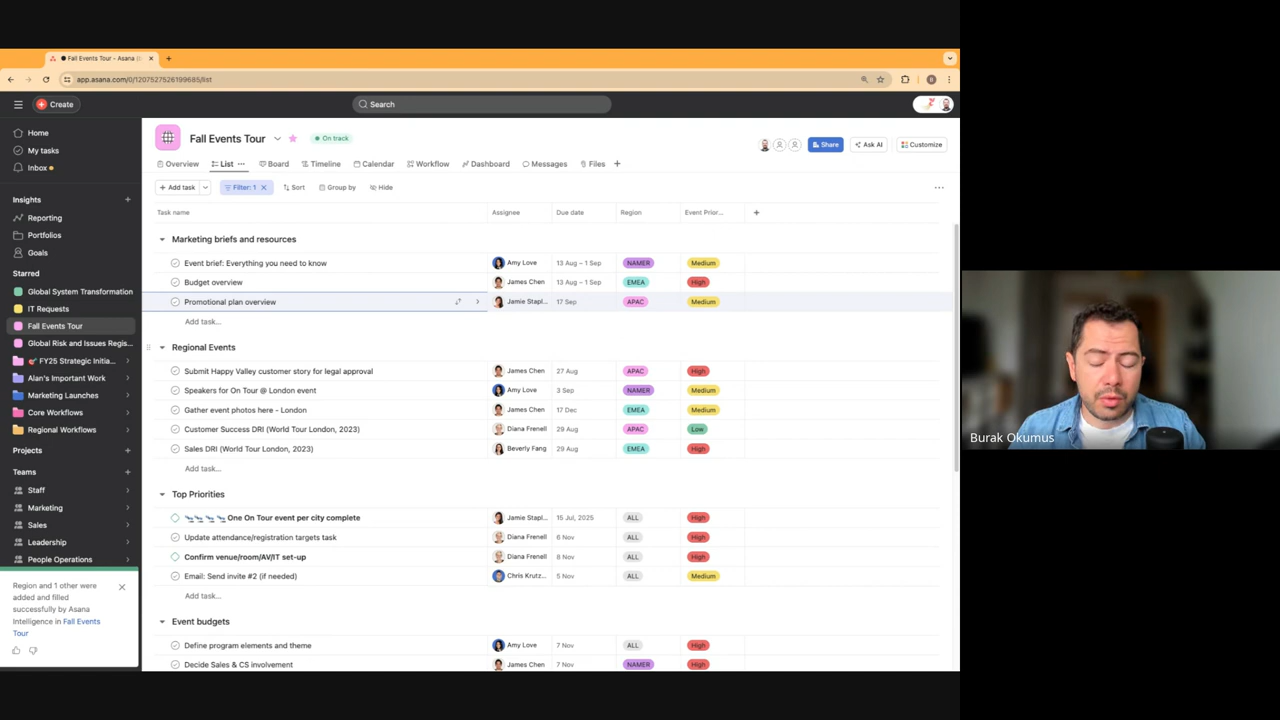 Fall Events Tour - Asana
app.asana.com/0/1207527526199685/list
B
Create
Search
Home
My tasks
Inbox
Insights
Reporting
Portfolios
Goals
Starred
Global System Transformation
IT Requests
Fall Events Tour
Global Risk and Issues Regis...
FY25 Strategic Initia...
Alan's Important Work
Marketing Launches
Core Workflows
Regional Workflows
Projects
Teams
Staff
Marketing
Sales
Leadership
People Operations
Region and 1 other were
added and filled
successfully by Asana
Intelligence in Fall Events
Tour
Fall Events Tour
On track
Share
Ask AI
Customize
Overview List Board Timeline Calendar Workflow Dashboard Messages Files
Add task Filter: 1 Sort Group by Hide
Task name Assignee Due date Region Event Prior...
Marketing briefs and resources
Event brief: Everything you need to know Amy Love 13 Aug – 1 Sep NAMER Medium
Budget overview James Chen 13 Aug – 1 Sep EMEA High
Promotional plan overview Jamie Stapl... 17 Sep APAC Medium
Add task...
Regional Events
Submit Happy Valley customer story for legal approval James Chen 27 Aug APAC High
Speakers for On Tour @ London event Amy Love 3 Sep NAMER Medium
Gather event photos here - London James Chen 17 Dec EMEA Medium
Customer Success DRI (World Tour London, 2023) Diana Frenell 29 Aug APAC Low
Sales DRI (World Tour London, 2023) Beverly Fang 29 Aug EMEA High
Add task...
Top Priorities
One On Tour event per city complete Jamie Stapl... 15 Jul, 2025 ALL High
Update attendance/registration targets task Diana Frenell 6 Nov ALL High
Confirm venue/room/AV/IT set-up Diana Frenell 8 Nov ALL High
Email: Send invite #2 (if needed) Chris Krutz... 5 Nov ALL Medium
Add task...
Event budgets
Define program elements and theme Amy Love 7 Nov ALL High
Decide Sales & CS involvement James Chen 7 Nov NAMER High
Burak Okumus